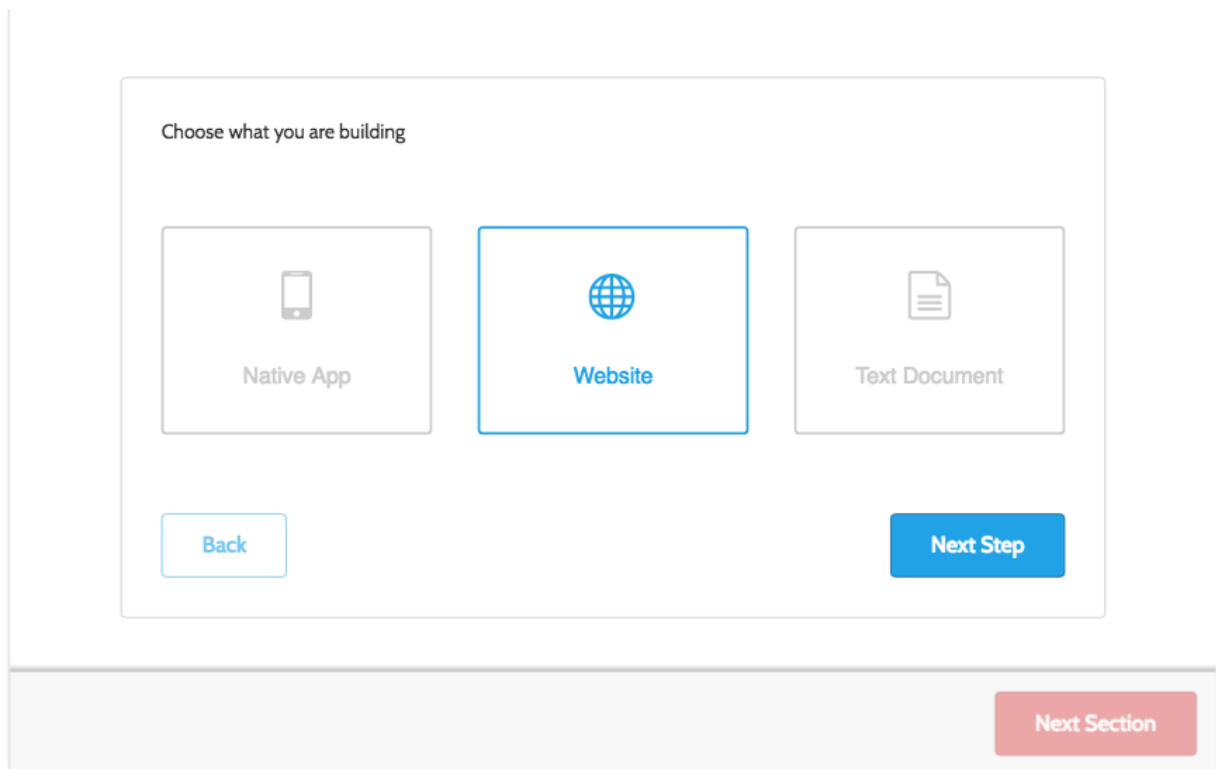 Choose what you are building
Native App
Website
Text Document
Back
Next Step
Next Section